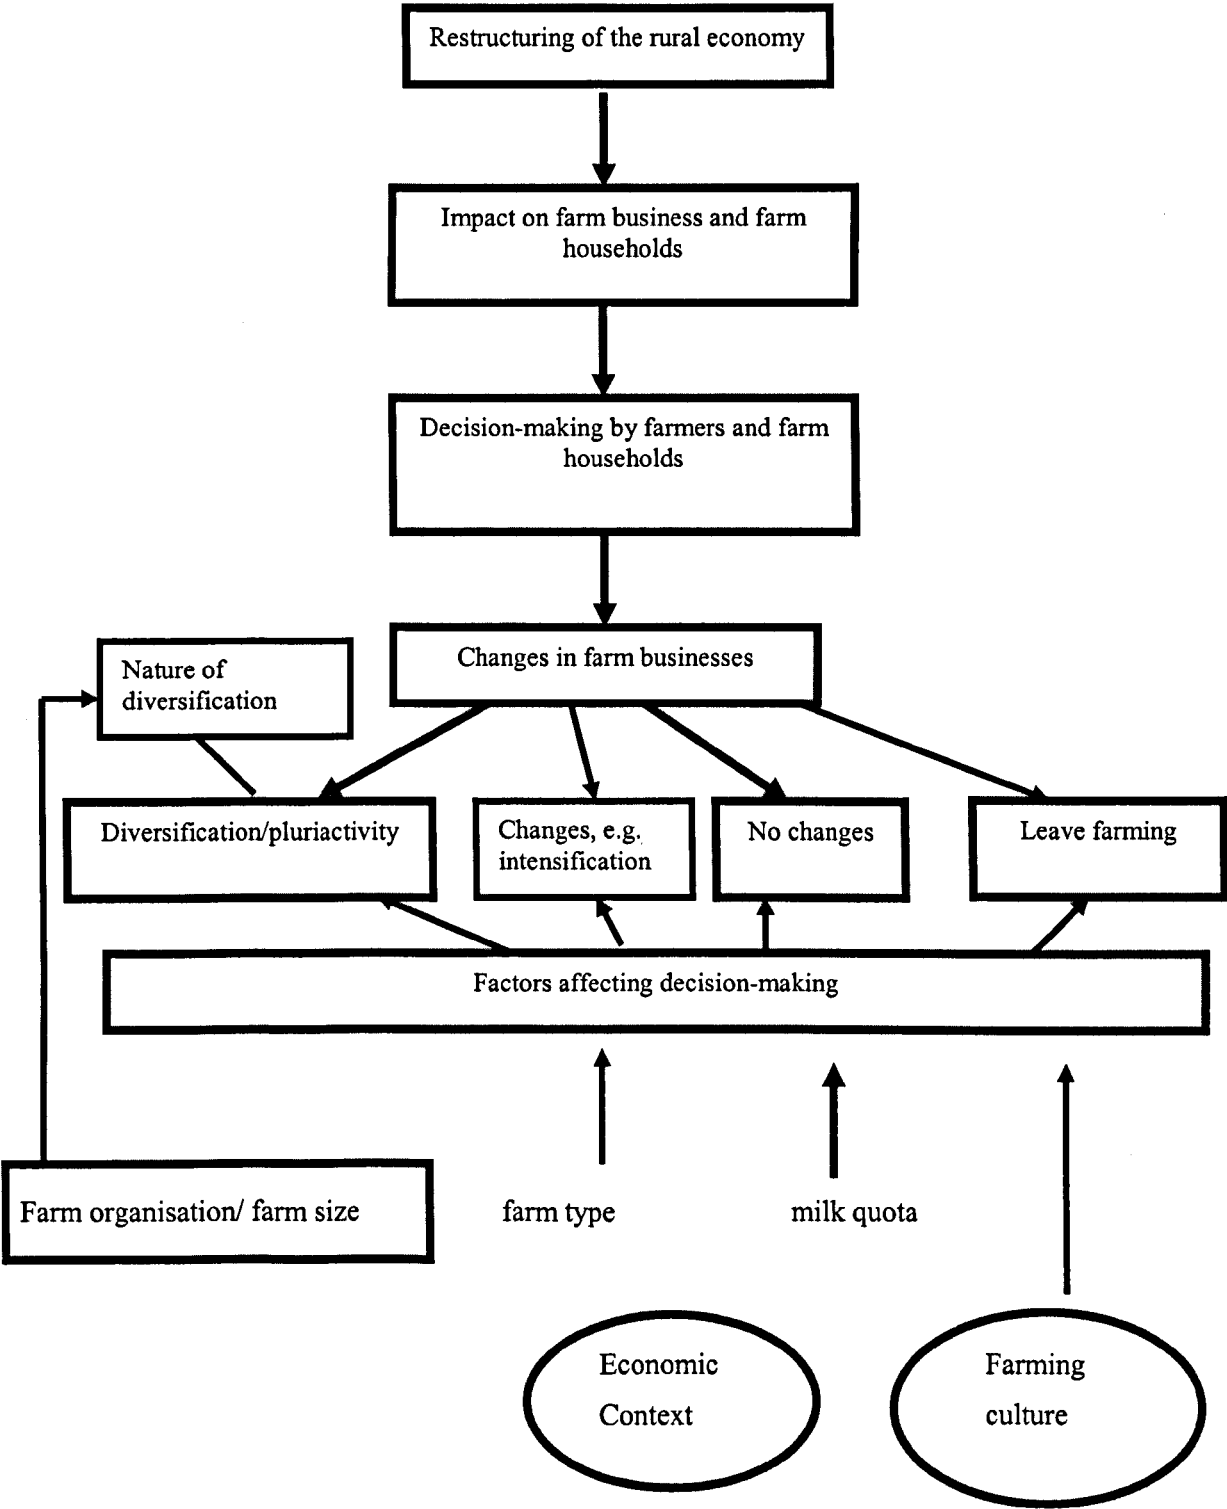 Restructuring of the rural economy
Impact on farm business and farm
households
Decision-making by farmers and farm
households
Changes in farm businesses
Nature of
diversification
Diversification/pluriactivity
Changes, e.g.
intensification
No changes
Leave farming
Factors affecting decision-making
Farm organisation/ farm size
farm type
milk quota
Economic
Context
Farming
culture